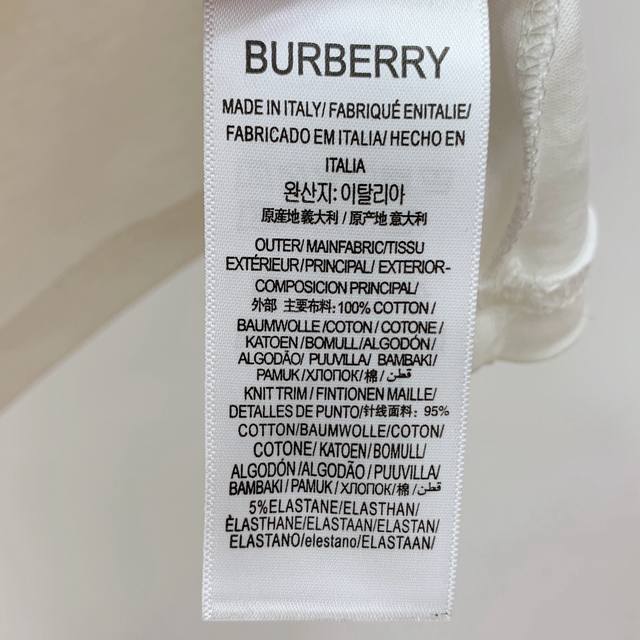 BURBERRY
MADE IN ITALY/ FABRIQUÉ ENITALIE/
FABRICADO EM ITALIA/ HECHO EN
ITALIA
완산지: 이탈리아
原産地義大利 / 原产地 意大利
OUTER/ MAINFABRIC/TISSU
EXTÉRIEUR/PRINCIPAL/ EXTERIOR-
COMPOSICION PRINCIPAL/
外部 主要布料: 100% COTTON /
BAUMWOLLE /COTON / COTONE /
KATOEN / BOMULL/ALGODÓN/
ALGODÃO/ PUUVILLA/ BAMBAKI/
PAMUK /ХЛОПОК/ 棉 / قطن /
KNIT TRIM / FINTIONEN MAILLE/
DETALLES DE PUNTO/针线面料: 95%
COTTON/BAUMWOLLE/COTON/
COTONE/ KATOEN/ BOMULL/
ALGODÓN /ALGODÃO / PUUVILLA/
BAMBAKI / PAMUK / ХЛОПОК/棉 / قطن /
5%ELASTANE/ELASTHAN/
ÈLASTHANE/ELASTAAN/ELASTAN/
ELASTANO/elestano/ELASTAAN/